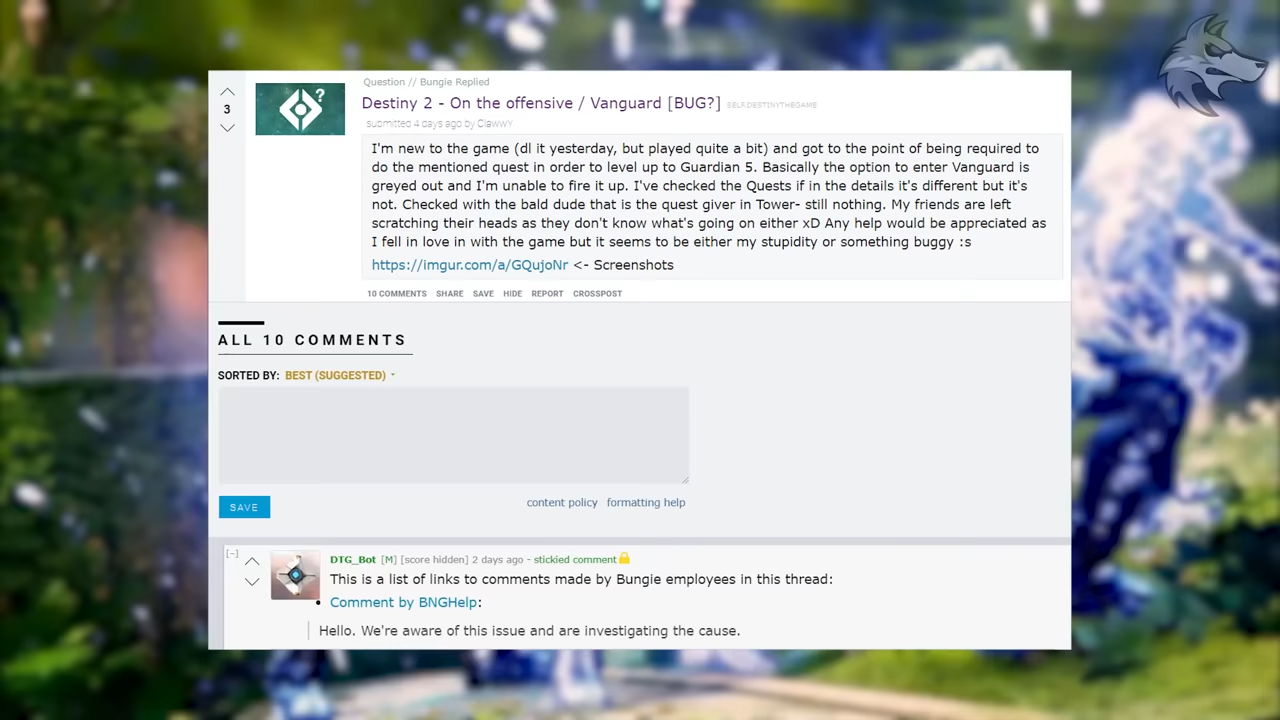 Question // Bungie Replied
3
?
Destiny 2 - On the offensive / Vanguard [BUG?] SELF.DESTINYTHEGAME
submitted 4 days ago by ClawwY
I'm new to the game (dl it yesterday, but played quite a bit) and got to the point of being required to
do the mentioned quest in order to level up to Guardian 5. Basically the option to enter Vanguard is
greyed out and I'm unable to fire it up. I've checked the Quests if in the details it's different but it's
not. Checked with the bald dude that is the quest giver in Tower- still nothing. My friends are left
scratching their heads as they don't know what's going on either xD Any help would be appreciated as
I fell in love in with the game but it seems to be either my stupidity or something buggy :s
https://imgur.com/a/GQujoNr <- Screenshots
10 COMMENTS SHARE SAVE HIDE REPORT CROSSPOST
ALL 10 COMMENTS
SORTED BY: BEST (SUGGESTED)
SAVE
content policy formatting help
[–] DTG_Bot [M] [score hidden] 2 days ago - stickied comment
This is a list of links to comments made by Bungie employees in this thread:
• Comment by BNGHelp:
Hello. We're aware of this issue and are investigating the cause.